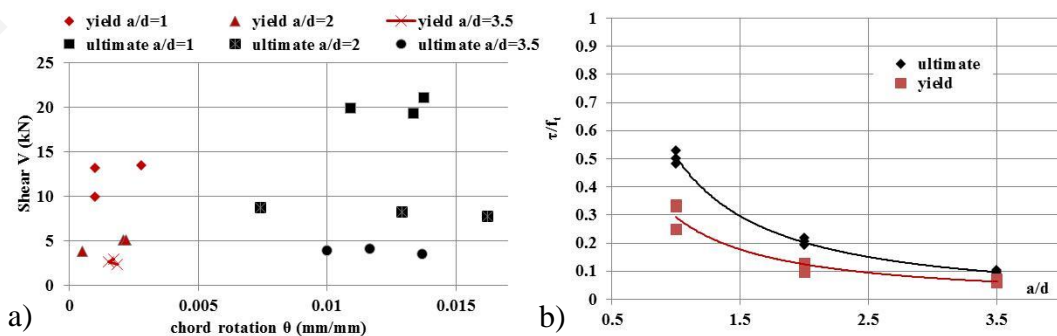 yield a/d=1 yield a/d=2 yield a/d=3.5
ultimate a/d=1 ultimate a/d=2 ultimate a/d=3.5
25
20
15
10
5
0
Shear V (kN)
0 0.005 0.01 0.015
chord rotation θ (mm/mm)
a)
1
0.9
0.8
0.7
0.6
0.5
0.4
0.3
0.2
0.1
0
τ/fₜ
ultimate
yield
0.5 1.5 2.5 3.5
a/d
b)